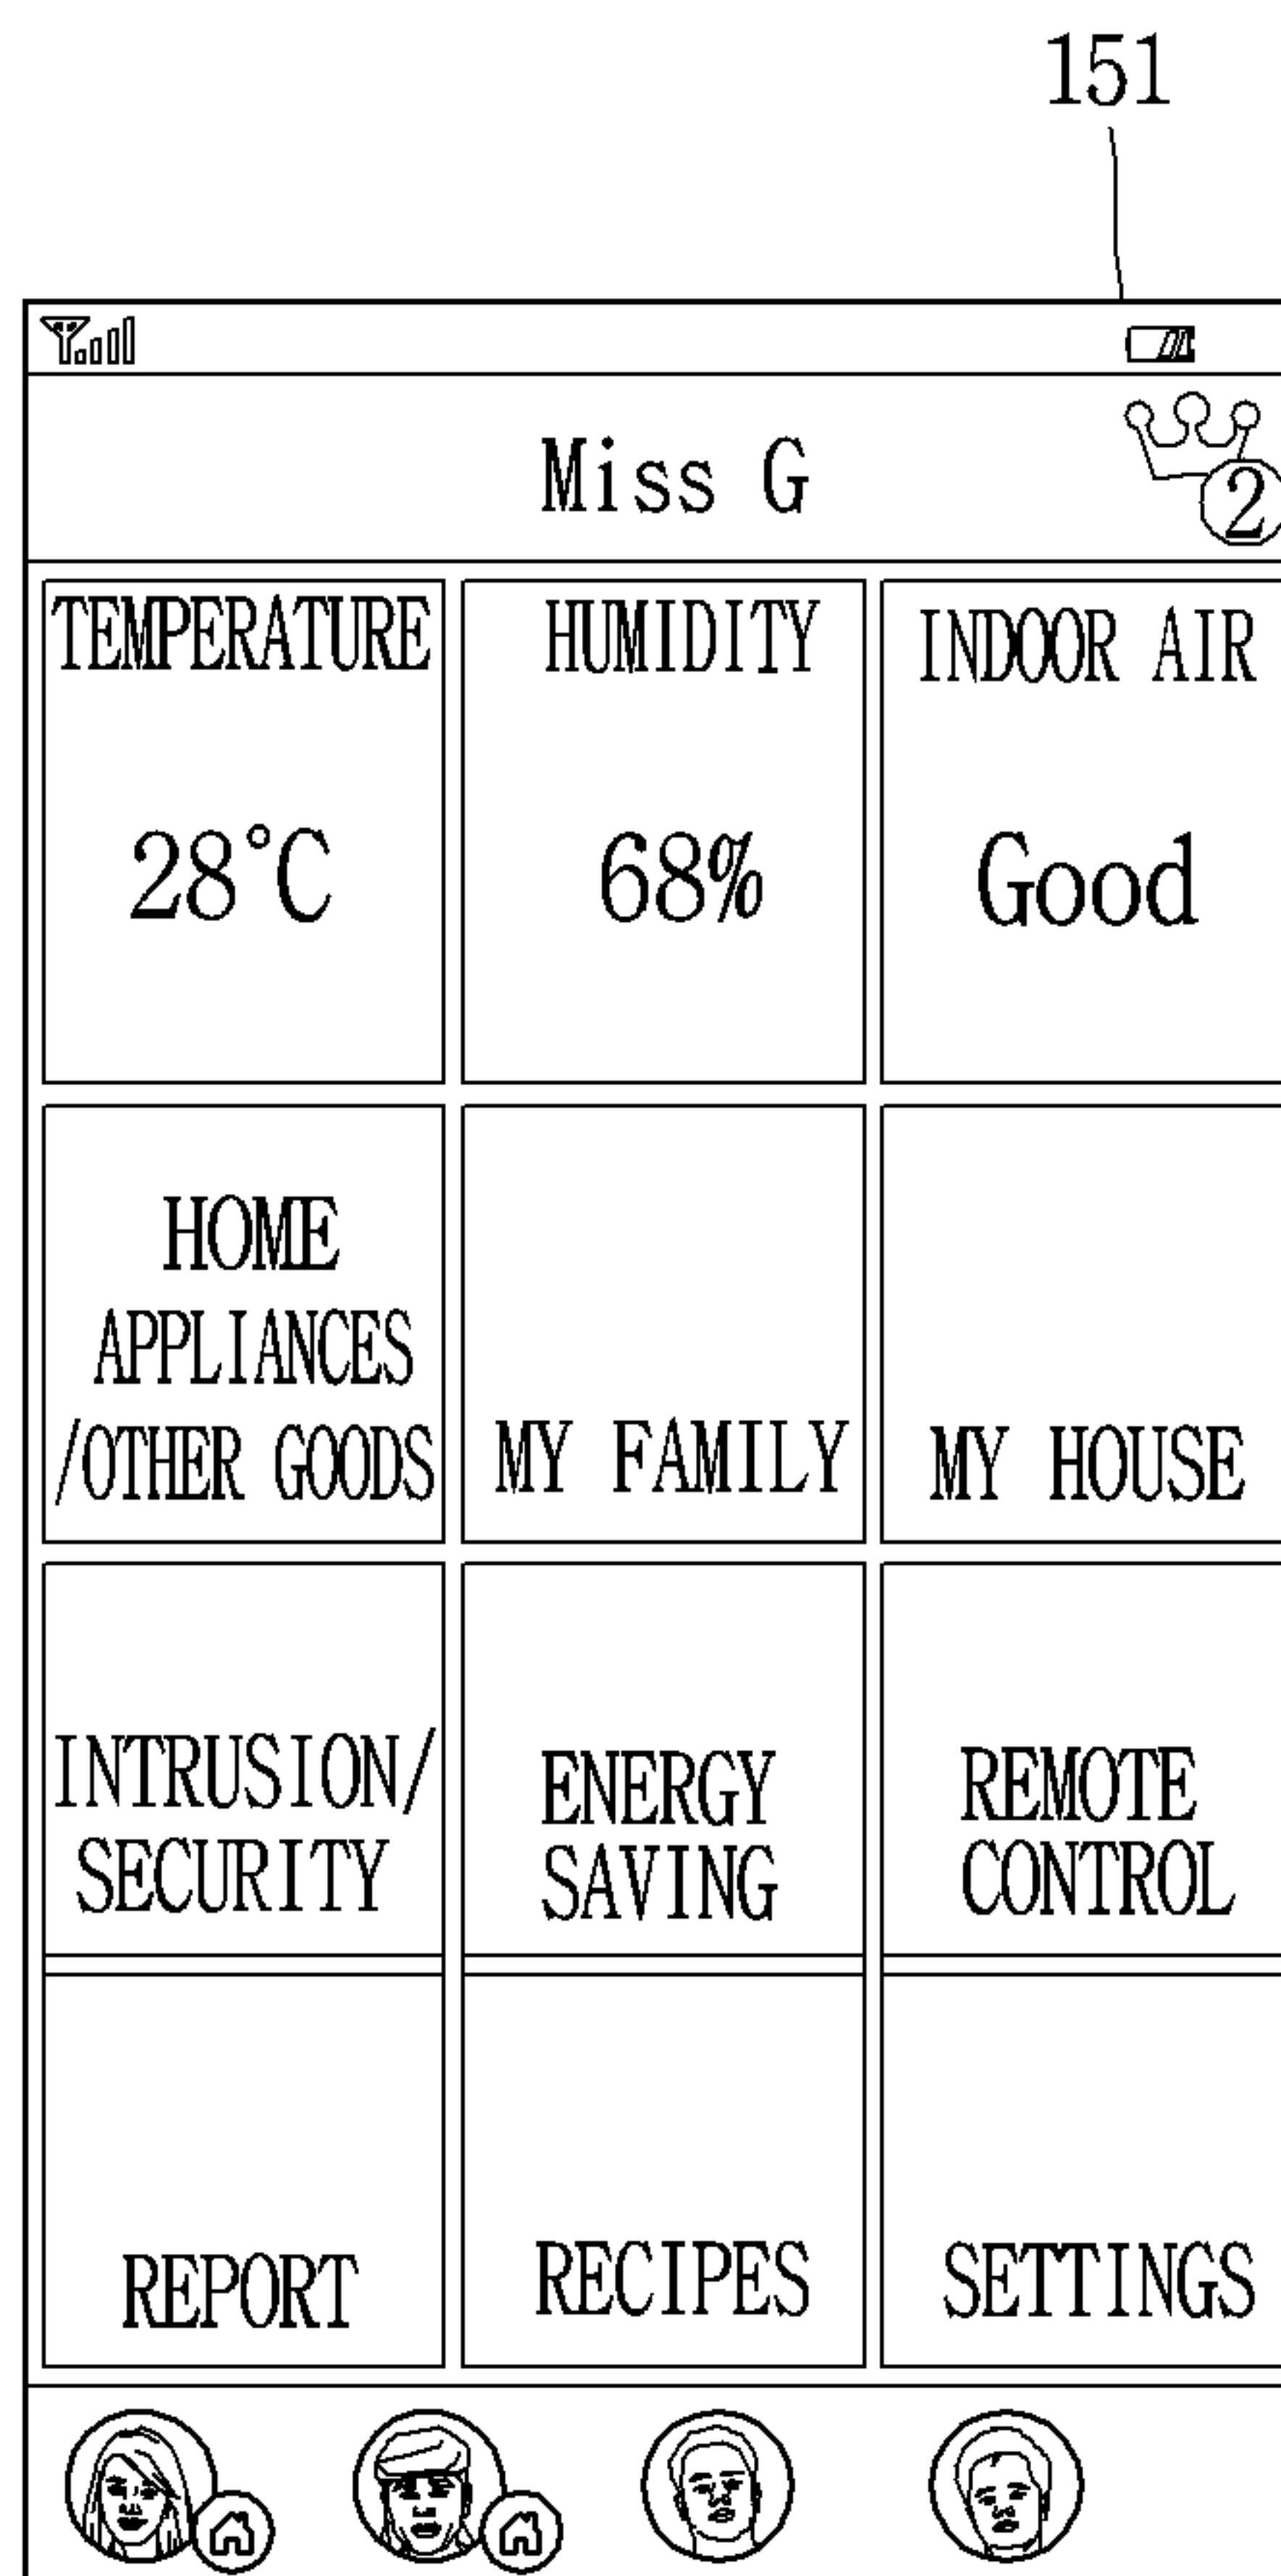 151
Miss G
2
TEMPERATURE
HUMIDITY
INDOOR AIR
28°C
68%
Good
HOME
APPLIANCES
/OTHER GOODS
MY FAMILY
MY HOUSE
INTRUSION/
SECURITY
ENERGY
SAVING
REMOTE
CONTROL
REPORT
RECIPES
SETTINGS